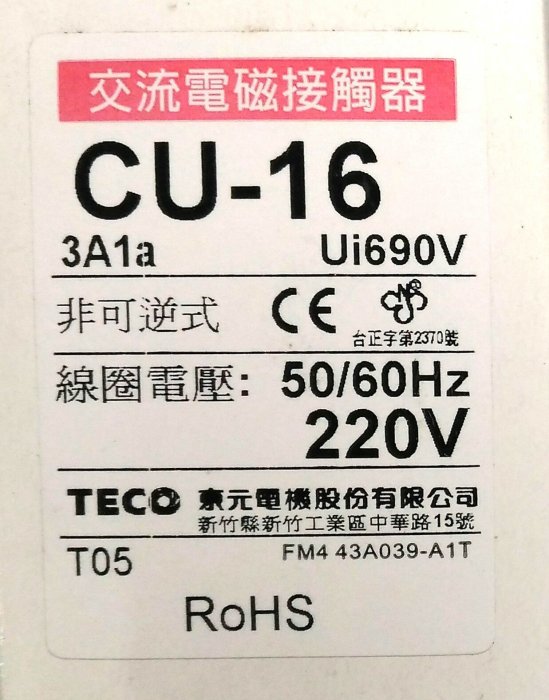 交流電磁接觸器
CU-16
3A1a Ui690V
非可逆式 CE CNS
台正字第2370號
線圈電壓: 50/60Hz
220V
TECO 東元電機股份有限公司
新竹縣新竹工業區中華路15號
T05 FM4 43A039-A1T
RoHS